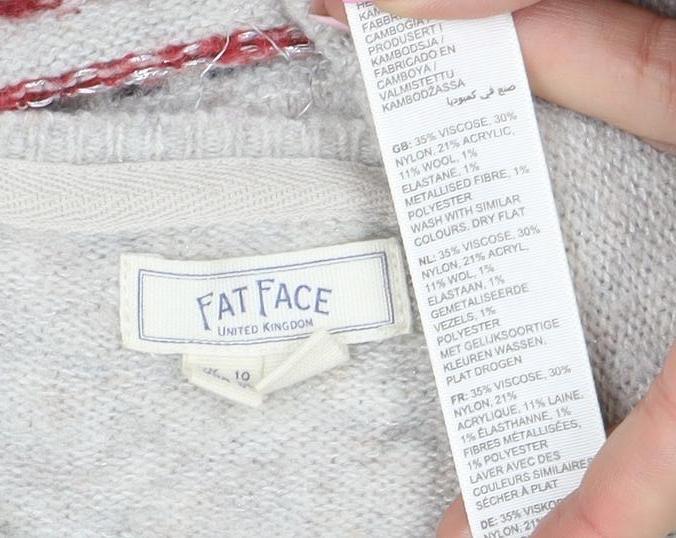 FAT FACE
UNITED KINGDOM
10
CAMBOGIA /
PRODUSERT I
KAMBODSJA /
FABRICADO EN
CAMBOYA /
VALMISTETTU
KAMBODŽASSA
صنع في كمبوديا
GB: 35% VISCOSE, 30%
NYLON, 21% ACRYLIC,
11% WOOL, 1%
ELASTANE, 1%
METALLISED FIBRE, 1%
POLYESTER
WASH WITH SIMILAR
COLOURS. DRY FLAT
NL: 35% VISCOSE, 30%
NYLON, 21% ACRYL,
11% WOL, 1%
ELASTAAN, 1%
GEMETALISEERDE
VEZELS, 1%
POLYESTER
MET GELIJKSOORTIGE
KLEUREN WASSEN.
PLAT DROGEN
FR: 35% VISCOSE, 30%
NYLON, 21%
ACRYLIQUE, 11% LAINE,
1% ÉLASTHANNE, 1%
FIBRES MÉTALLISÉES,
1% POLYESTER
LAVER AVEC DES
COULEURS SIMILAIRES
SÉCHER À PLAT
DE: 35% VISKOS
NYLON, 21%